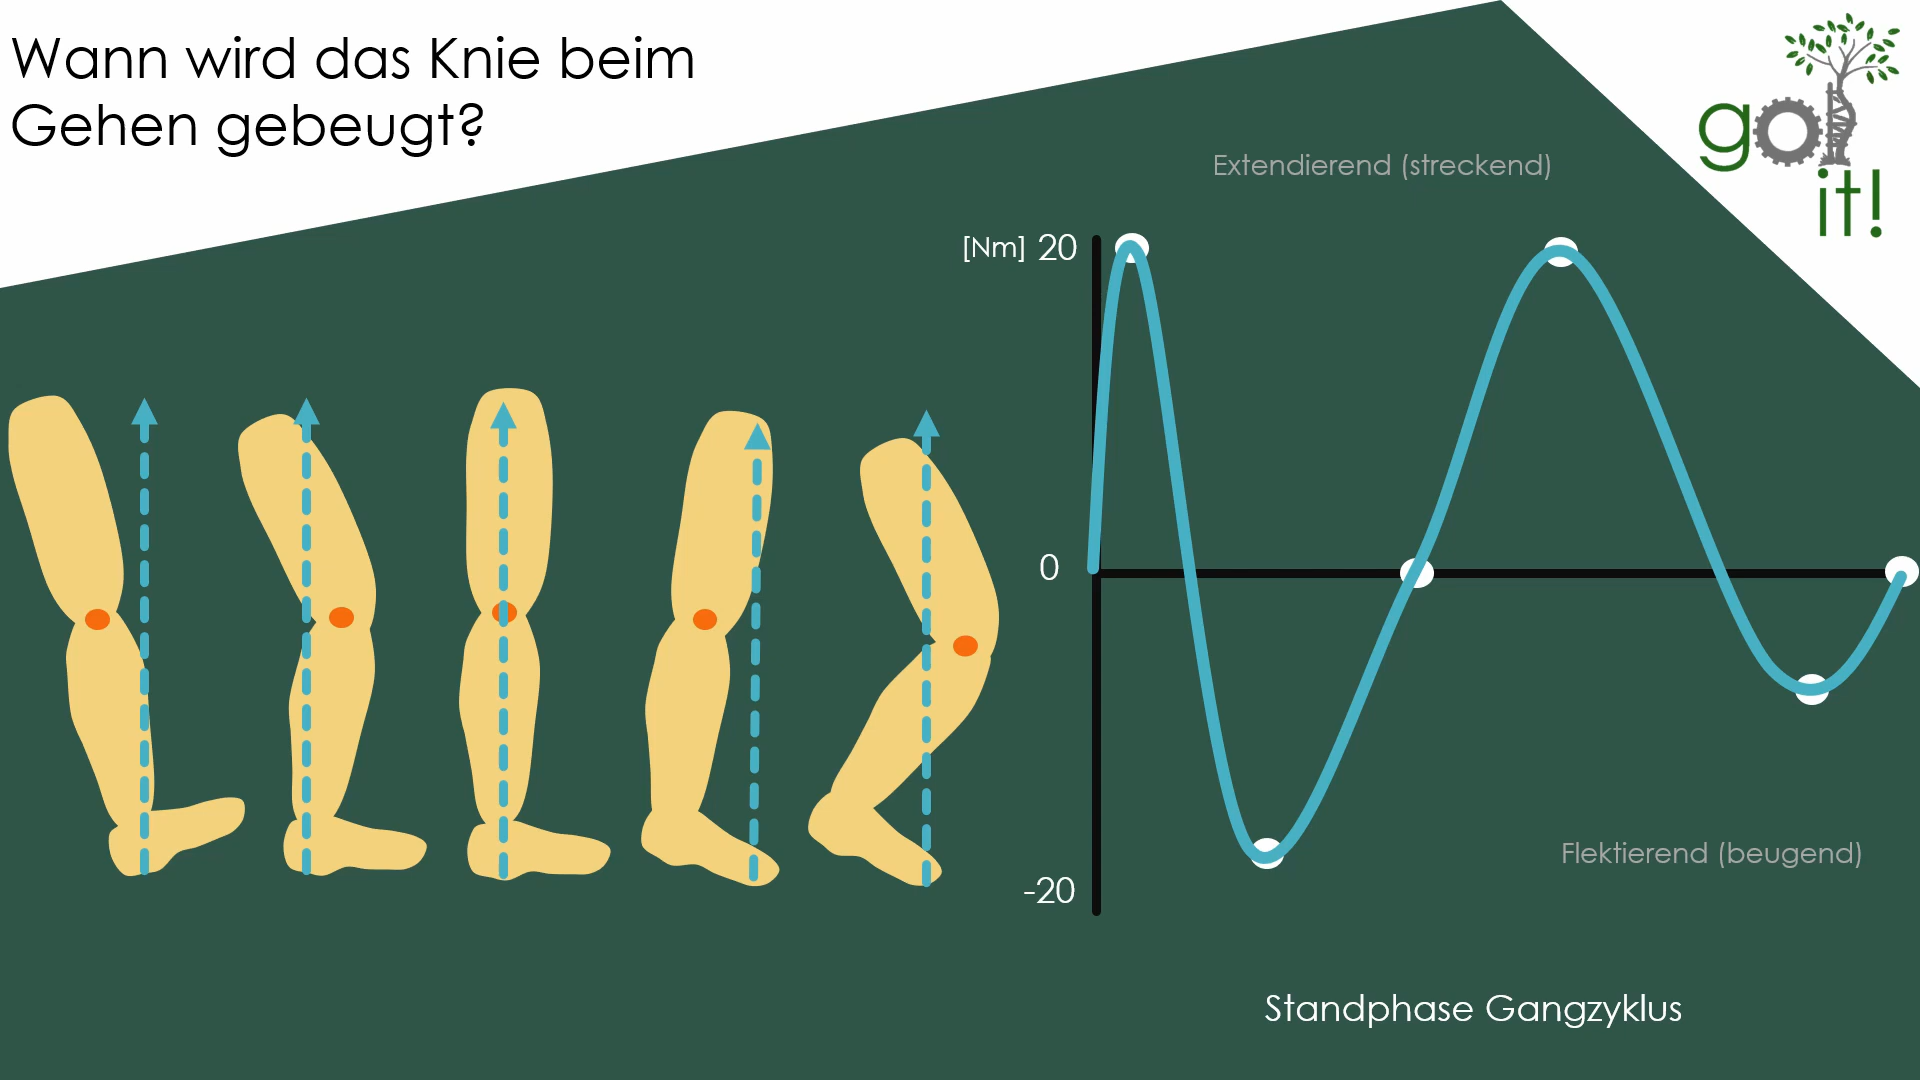 Wann wird das Knie beim
Gehen gebeugt?
go
it!
Extendierend (streckend)
[Nm] 20
0
Flektierend (beugend)
-20
Standphase Gangzyklus